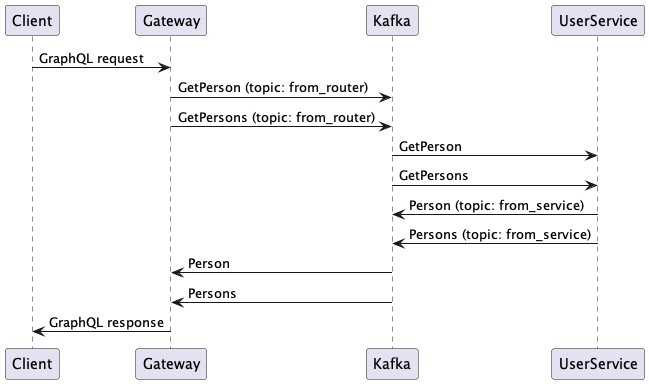 Client Gateway Kafka UserService
GraphQL request
GetPerson (topic: from_router)
GetPersons (topic: from_router)
GetPerson
GetPersons
Person (topic: from_service)
Persons (topic: from_service)
Person
Persons
GraphQL response
Client Gateway Kafka UserService